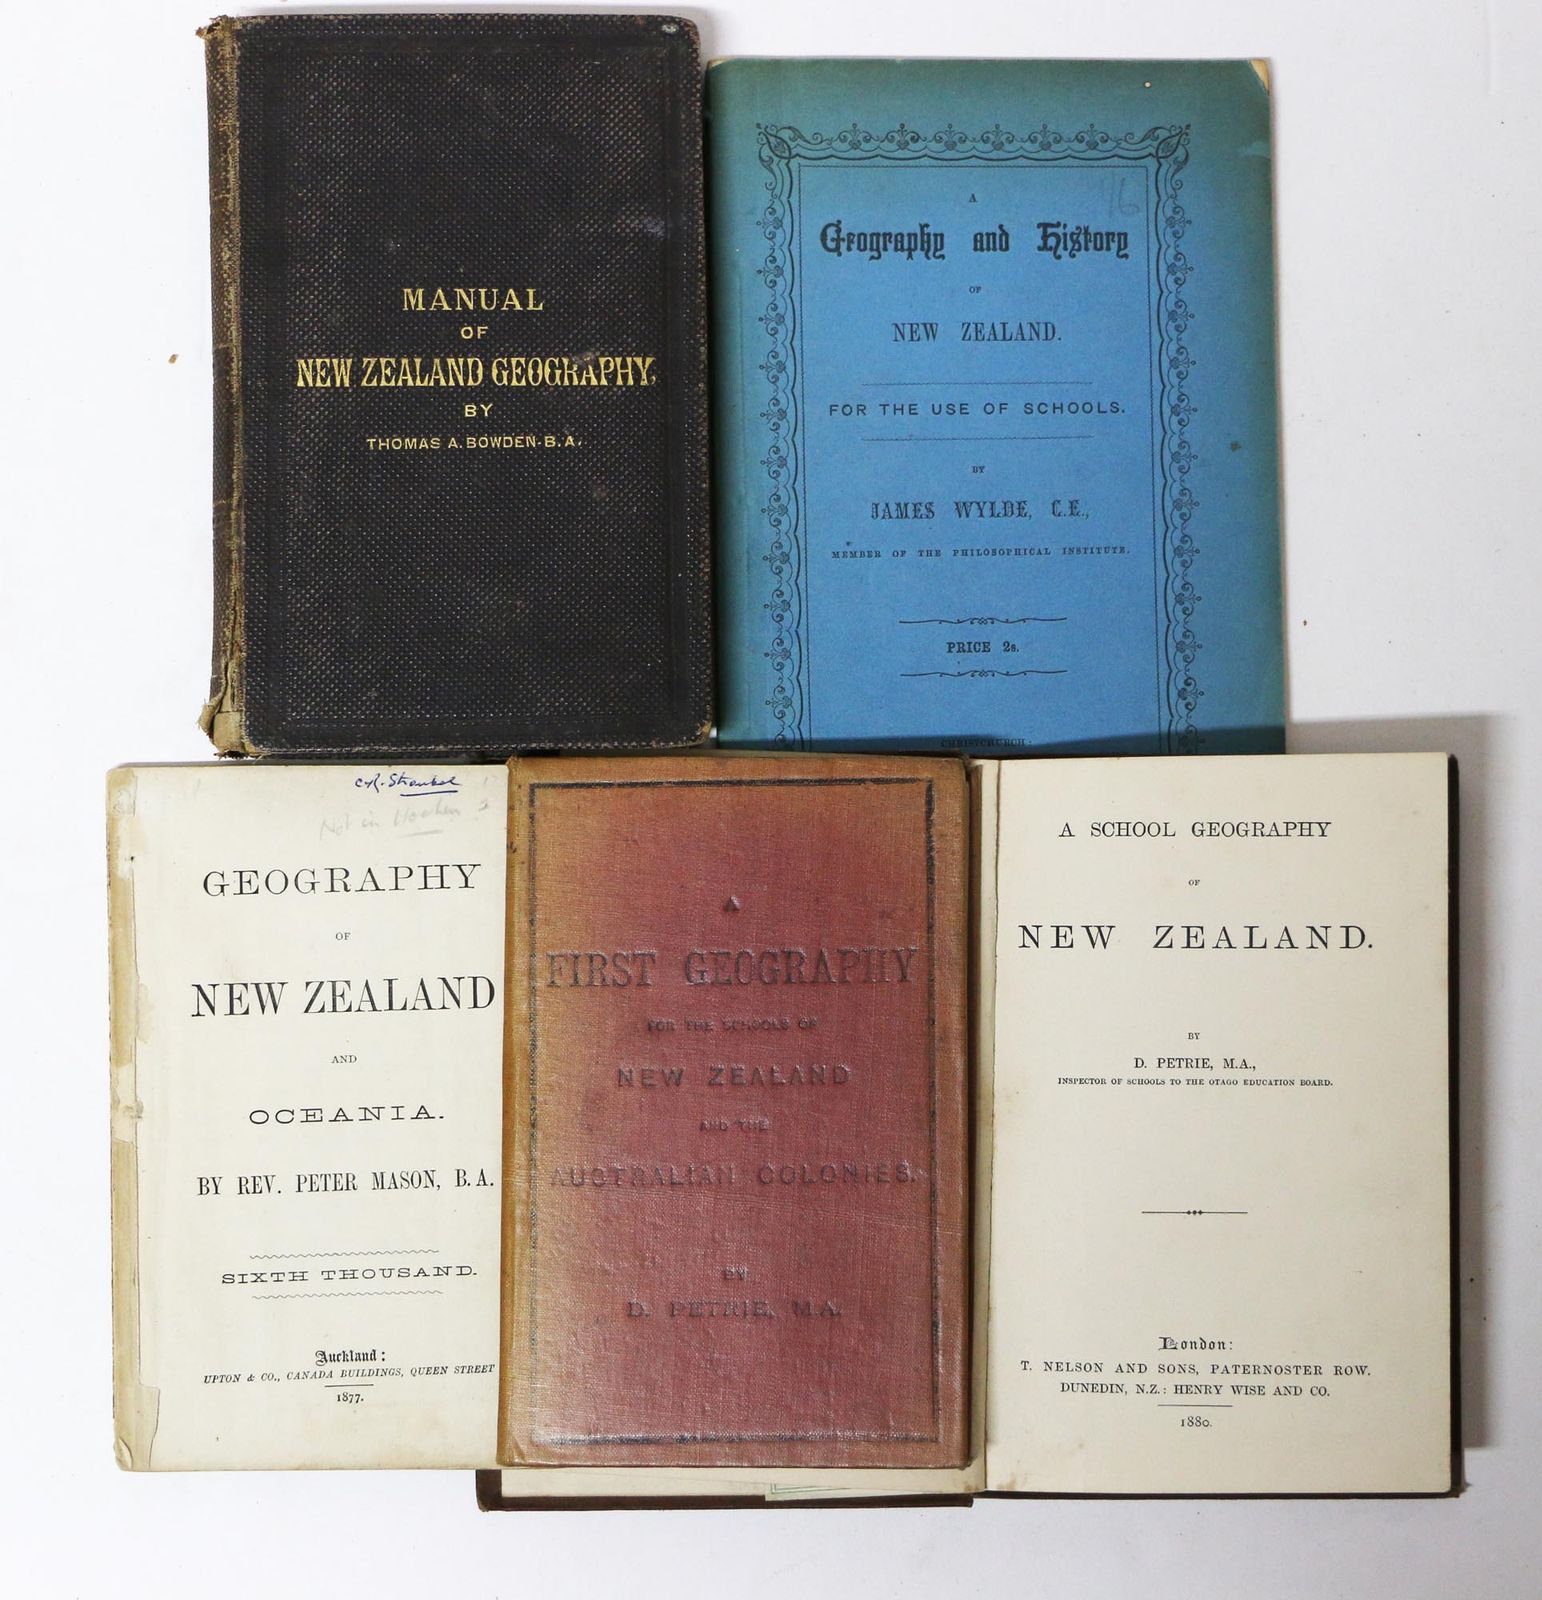 MANUAL
OF
NEW ZEALAND GEOGRAPHY,
BY
THOMAS A. BOWDEN. B.A.
A
Geography and History
OF
NEW ZEALAND.
FOR THE USE OF SCHOOLS.
BY
JAMES WYLDE, C.E.,
MEMBER OF THE PHILOSOPHICAL INSTITUTE.
PRICE 2s.
CHRISTCHURCH:
Not in Hocken
GEOGRAPHY
OF
NEW ZEALAND
AND
OCEANIA.
BY REV. PETER MASON, B.A.
SIXTH THOUSAND.
Auckland:
UPTON & CO., CANADA BUILDINGS, QUEEN STREET
1877.
A
FIRST GEOGRAPHY
FOR THE SCHOOLS OF
NEW ZEALAND
AND THE
AUSTRALIAN COLONIES.
BY
D. PETRIE, M.A.
A SCHOOL GEOGRAPHY
OF
NEW ZEALAND.
BY
D. PETRIE, M.A.,
INSPECTOR OF SCHOOLS TO THE OTAGO EDUCATION BOARD.
London:
T. NELSON AND SONS, PATERNOSTER ROW.
DUNEDIN, N.Z.: HENRY WISE AND CO.
1880.